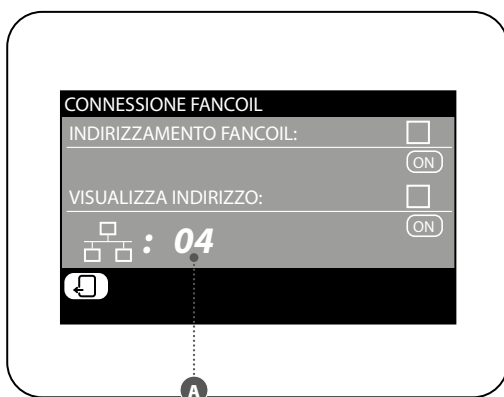 CONNESSIONE FANCOIL
INDIRIZZAMENTO FANCOIL:
ON
VISUALIZZA INDIRIZZO:
ON
: 04
A